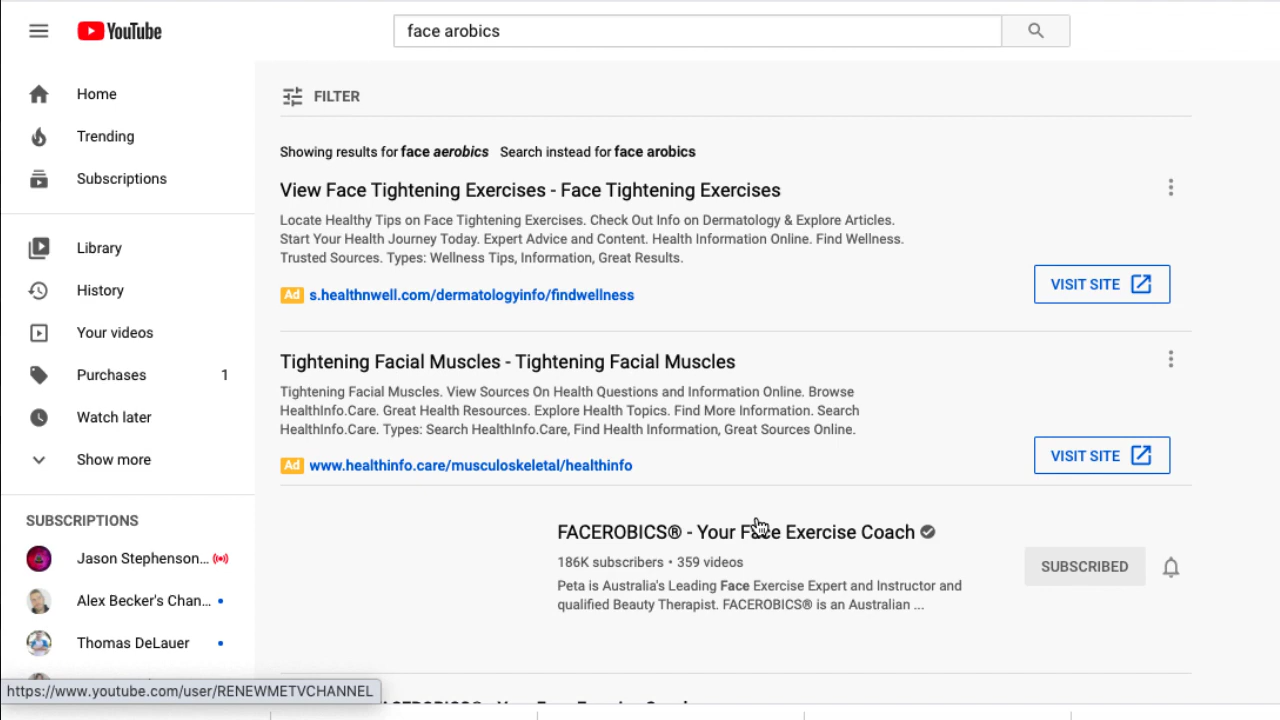 YouTube
face arobics
Home
Trending
Subscriptions
Library
History
Your videos
Purchases 1
Watch later
Show more
SUBSCRIPTIONS
Jason Stephenson...
Alex Becker's Chan...
Thomas DeLauer
FILTER
Showing results for face aerobics Search instead for face arobics
View Face Tightening Exercises - Face Tightening Exercises
Locate Healthy Tips on Face Tightening Exercises. Check Out Info on Dermatology & Explore Articles.
Start Your Health Journey Today. Expert Advice and Content. Health Information Online. Find Wellness.
Trusted Sources. Types: Wellness Tips, Information, Great Results.
Ad s.healthnwell.com/dermatologyinfo/findwellness
VISIT SITE
Tightening Facial Muscles - Tightening Facial Muscles
Tightening Facial Muscles. View Sources On Health Questions and Information Online. Browse
HealthInfo.Care. Great Health Resources. Explore Health Topics. Find More Information. Search
HealthInfo.Care. Types: Search HealthInfo.Care, Find Health Information, Great Sources Online.
Ad www.healthinfo.care/musculoskeletal/healthinfo
VISIT SITE
FACEROBICS® - Your Face Exercise Coach
186K subscribers • 359 videos
Peta is Australia's Leading Face Exercise Expert and Instructor and
qualified Beauty Therapist. FACEROBICS® is an Australian ...
SUBSCRIBED
https://www.youtube.com/user/RENEWMETVCHANNEL